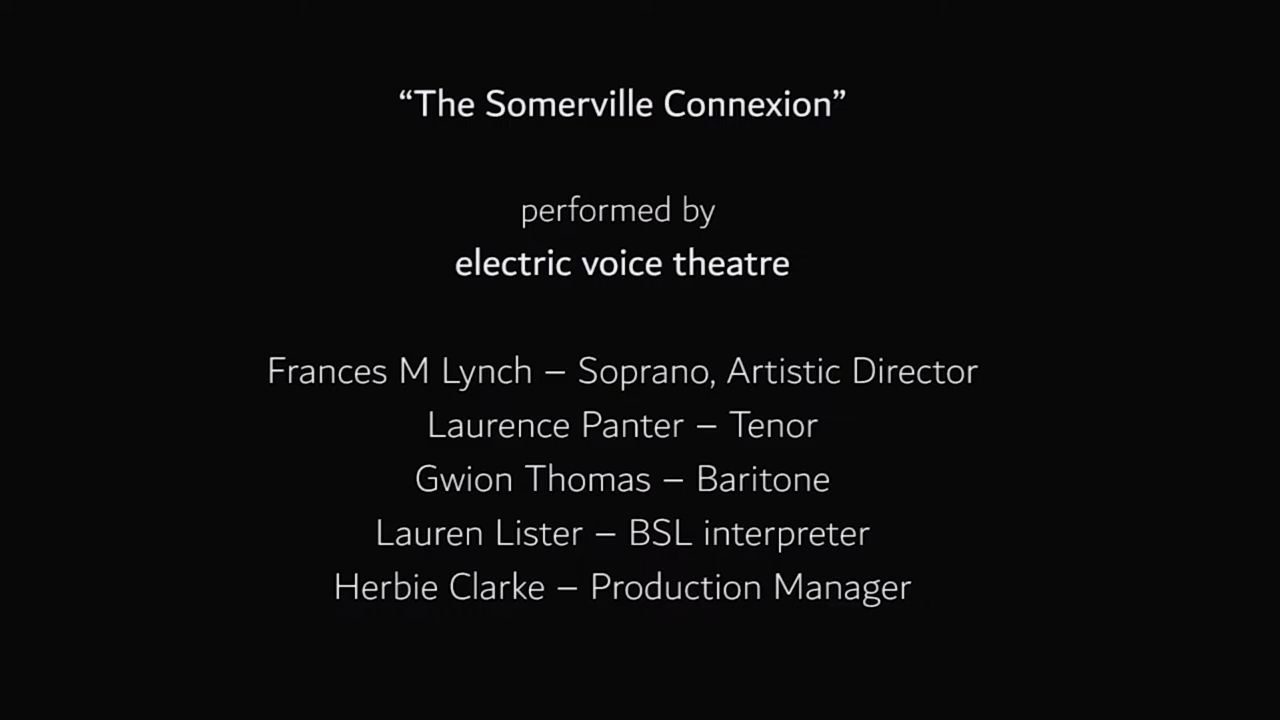 “The Somerville Connexion”
performed by
electric voice theatre
Frances M Lynch – Soprano, Artistic Director
Laurence Panter – Tenor
Gwion Thomas – Baritone
Lauren Lister – BSL interpreter
Herbie Clarke – Production Manager